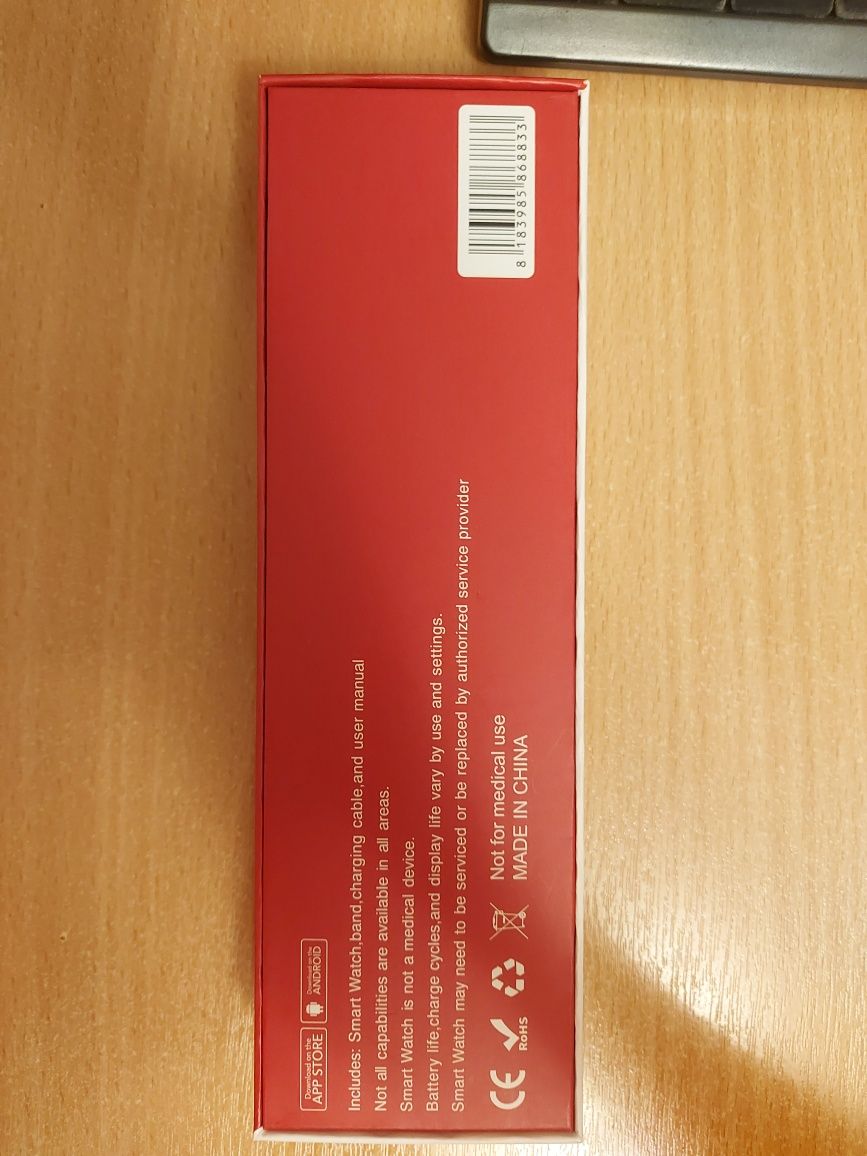 Download on the
APP STORE
Download on the
ANDROID
Includes: Smart Watch,band,charging cable,and user manual
Not all capabilities are available in all areas.
Smart Watch is not a medical device.
Battery life,charge cycles,and display life vary by use and settings.
Smart Watch may need to be serviced or be replaced by authorized service provider
CE
RoHS
Not for medical use
MADE IN CHINA
8 183985 868833